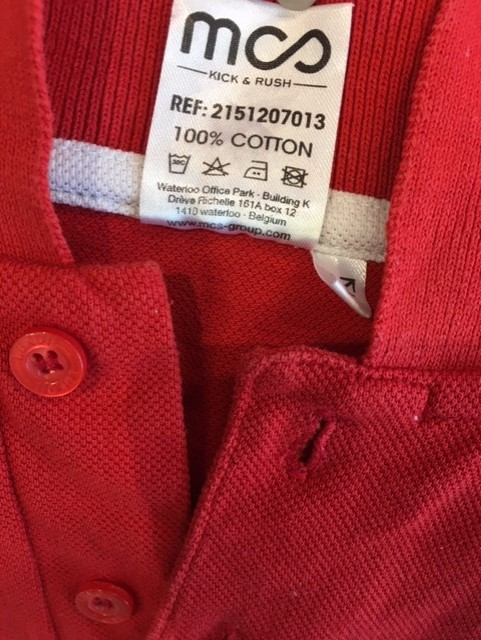 mcs
KICK & RUSH
REF: 2151207013
100% COTTON
30C
Waterloo Office Park - Building K
Drève Richelle 161A box 12
1410 waterloo - Belgium
www.mcs-group.com